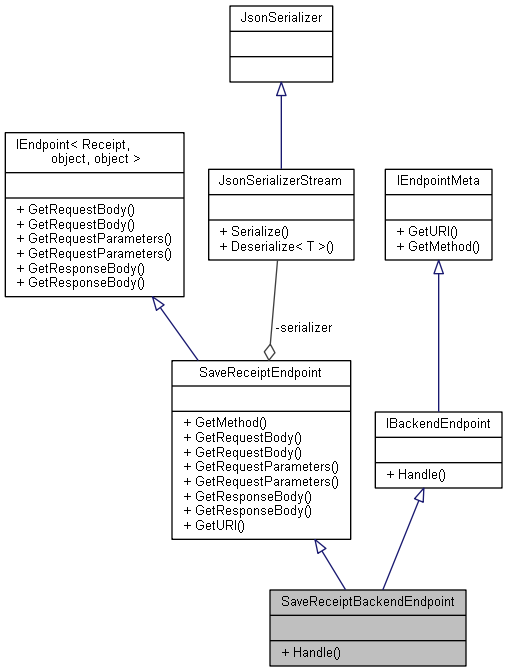 JsonSerializer
IEndpoint< Receipt,
object, object >
+ GetRequestBody()
+ GetRequestBody()
+ GetRequestParameters()
+ GetRequestParameters()
+ GetResponseBody()
+ GetResponseBody()
JsonSerializerStream
+ Serialize()
+ Deserialize< T >()
IEndpointMeta
+ GetURI()
+ GetMethod()
-serializer
SaveReceiptEndpoint
+ GetMethod()
+ GetRequestBody()
+ GetRequestBody()
+ GetRequestParameters()
+ GetRequestParameters()
+ GetResponseBody()
+ GetResponseBody()
+ GetURI()
IBackendEndpoint
+ Handle()
SaveReceiptBackendEndpoint
+ Handle()